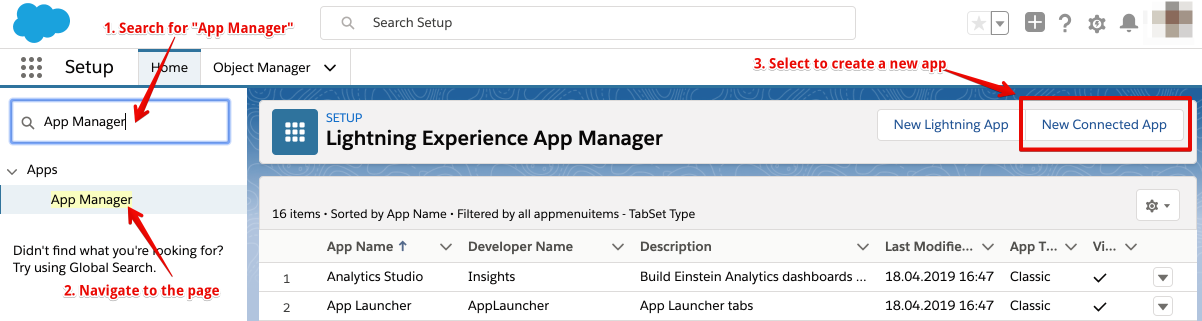 1. Search for "App Manager"
Search Setup
Setup
Home
Object Manager
3. Select to create a new app
App Manager
SETUP
Lightning Experience App Manager
New Lightning App
New Connected App
Apps
App Manager
Didn't find what you're looking for?
Try using Global Search.
2. Navigate to the page
16 items • Sorted by App Name • Filtered by all appmenuitems - TabSet Type
App Name Developer Name Description Last Modifie... App T... Vi...
1 Analytics Studio Insights Build Einstein Analytics dashboards ... 18.04.2019 16:47 Classic
2 App Launcher AppLauncher App Launcher tabs 18.04.2019 16:47 Classic